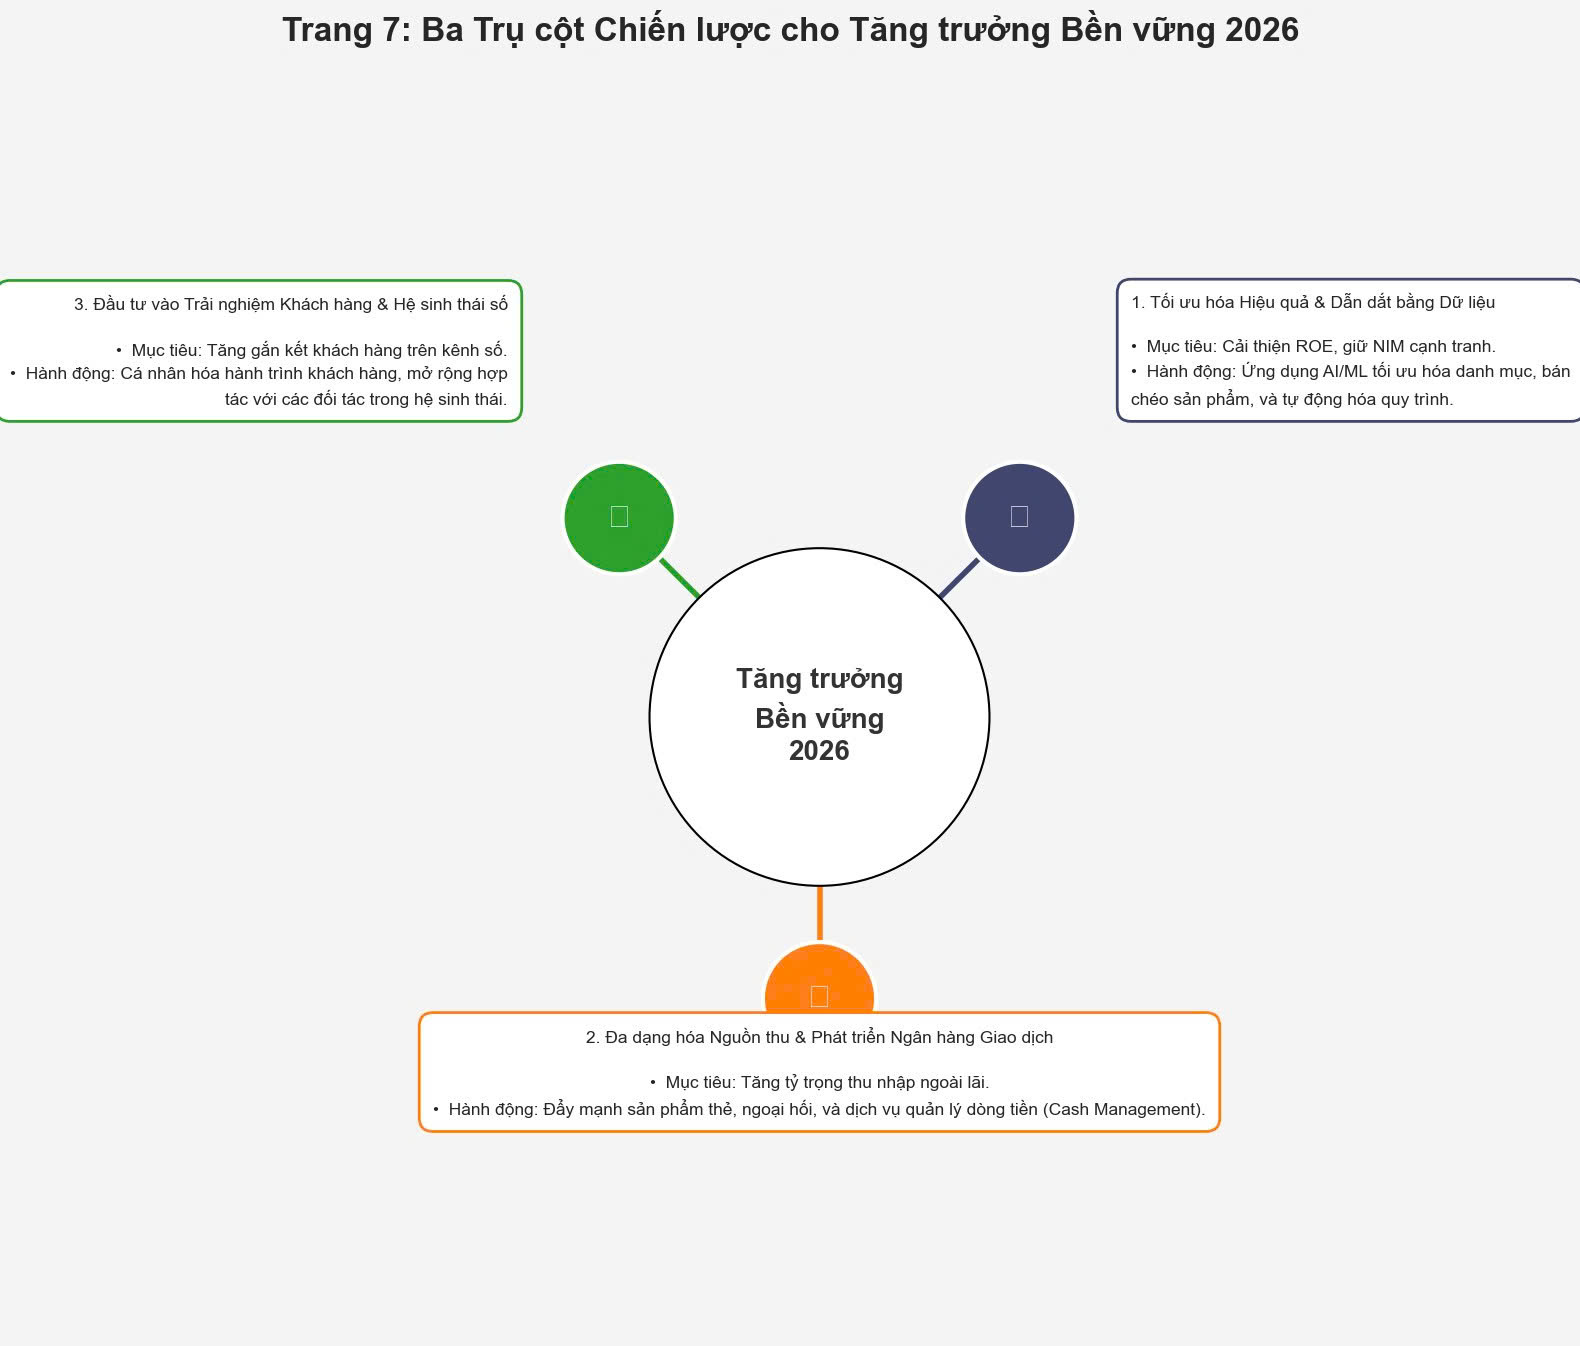 Trang 7: Ba Trụ cột Chiến lược cho Tăng trưởng Bền vững 2026
3. Đầu tư vào Trải nghiệm Khách hàng & Hệ sinh thái số
• Mục tiêu: Tăng gắn kết khách hàng trên kênh số.
• Hành động: Cá nhân hóa hành trình khách hàng, mở rộng hợp
tác với các đối tác trong hệ sinh thái.
1. Tối ưu hóa Hiệu quả & Dẫn dắt bằng Dữ liệu
• Mục tiêu: Cải thiện ROE, giữ NIM cạnh tranh.
• Hành động: Ứng dụng AI/ML tối ưu hóa danh mục, bán
chéo sản phẩm, và tự động hóa quy trình.
Tăng trưởng
Bền vững
2026
2. Đa dạng hóa Nguồn thu & Phát triển Ngân hàng Giao dịch
• Mục tiêu: Tăng tỷ trọng thu nhập ngoài lãi.
• Hành động: Đẩy mạnh sản phẩm thẻ, ngoại hối, và dịch vụ quản lý dòng tiền (Cash Management).